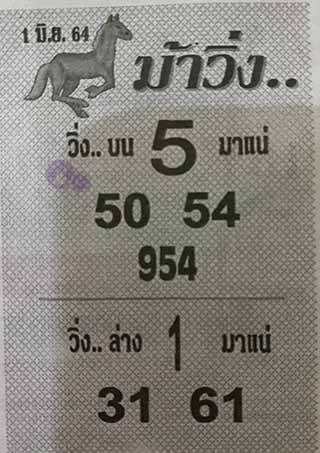 1 มิ.ย. 64
ม้าวิ่ง..
วิ่ง.. บน 5 มาแน่
50 54
954
วิ่ง.. ล่าง 1 มาแน่
31 61